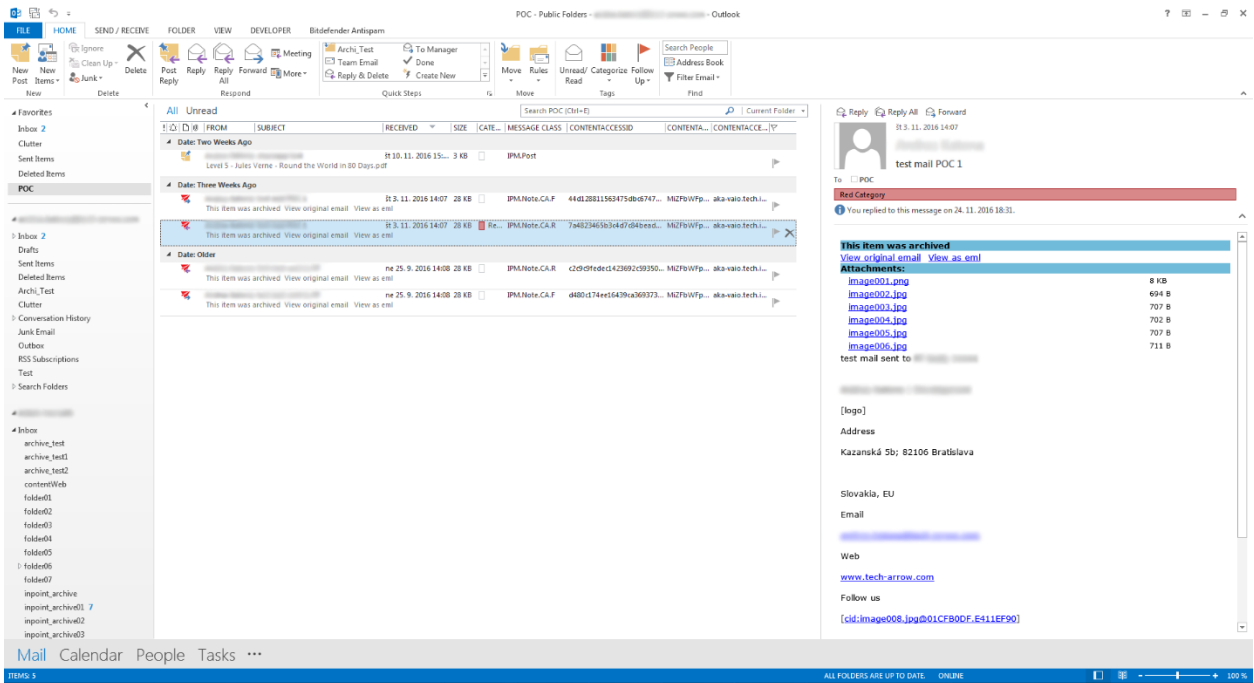 POC - Public Folders - - Outlook
FILE HOME SEND / RECEIVE FOLDER VIEW DEVELOPER Bitdefender Antispam
New Post
New Items
New
Ignore
Clean Up
Junk
Delete
Delete
Post Reply
Reply
Reply All
Forward
Meeting
More
Respond
Archi_Test
Team Email
Reply & Delete
To Manager
Done
Create New
Quick Steps
Move
Rules
Move
Unread/ Read
Categorize
Follow Up
Tags
Search People
Address Book
Filter Email
Find
Favorites
Inbox 2
Clutter
Sent Items
Deleted Items
POC
Inbox 2
Drafts
Sent Items
Deleted Items
Archi_Test
Clutter
Conversation History
Junk Email
Outbox
RSS Subscriptions
Test
Search Folders
Inbox
archive_test
archive_test1
archive_test2
contentWeb
folder01
folder02
folder03
folder04
folder05
folder06
folder07
inpoint_archive
inpoint_archive01 7
inpoint_archive02
inpoint_archive03
All Unread
Search POC (Ctrl+E) Current Folder
FROM SUBJECT RECEIVED SIZE CATE... MESSAGE CLASS CONTENTACCESSID CONTENTA... CONTENTACCE...
Date: Two Weeks Ago
št 10. 11. 2016 15:... 3 KB IPM.Post
Level 5 - Jules Verne - Round the World in 80 Days.pdf
Date: Three Weeks Ago
št 3. 11. 2016 14:07 28 KB IPM.Note.CA.F 44d128811563475dbc6747... MiZFbWFp... aka-vaio.tech.i...
This item was archived View original email View as eml
št 3. 11. 2016 14:07 28 KB Re... IPM.Note.CA.R 7a4823465b3c4d7c84bead... MiZFbWFp... aka-vaio.tech.i...
This item was archived View original email View as eml
Date: Older
ne 25. 9. 2016 14:08 28 KB IPM.Note.CA.R c2c9c9fedec1423692c59350... MiZFbWFp... aka-vaio.tech.i...
This item was archived View original email View as eml
ne 25. 9. 2016 14:08 28 KB IPM.Note.CA.F d480c174ee16439ca369373... MiZFbWFp... aka-vaio.tech.i...
This item was archived View original email View as eml
Reply Reply All Forward
št 3. 11. 2016 14:07
test mail POC 1
To POC
Red Category
You replied to this message on 24. 11. 2016 18:31.
This item was archived
View original email View as eml
Attachments:
image001.png 8 KB
image002.jpg 694 B
image003.jpg 707 B
image004.jpg 702 B
image005.jpg 707 B
image006.jpg 711 B
test mail sent to
[logo]
Address
Kazanská 5b; 82106 Bratislava
Slovakia, EU
Email
Web
www.tech-arrow.com
Follow us
[cid:image008.jpg@01CFB0DF.E411EF90]
Mail Calendar People Tasks ...
ITEMS: 5 ALL FOLDERS ARE UP TO DATE. ONLINE 100 %